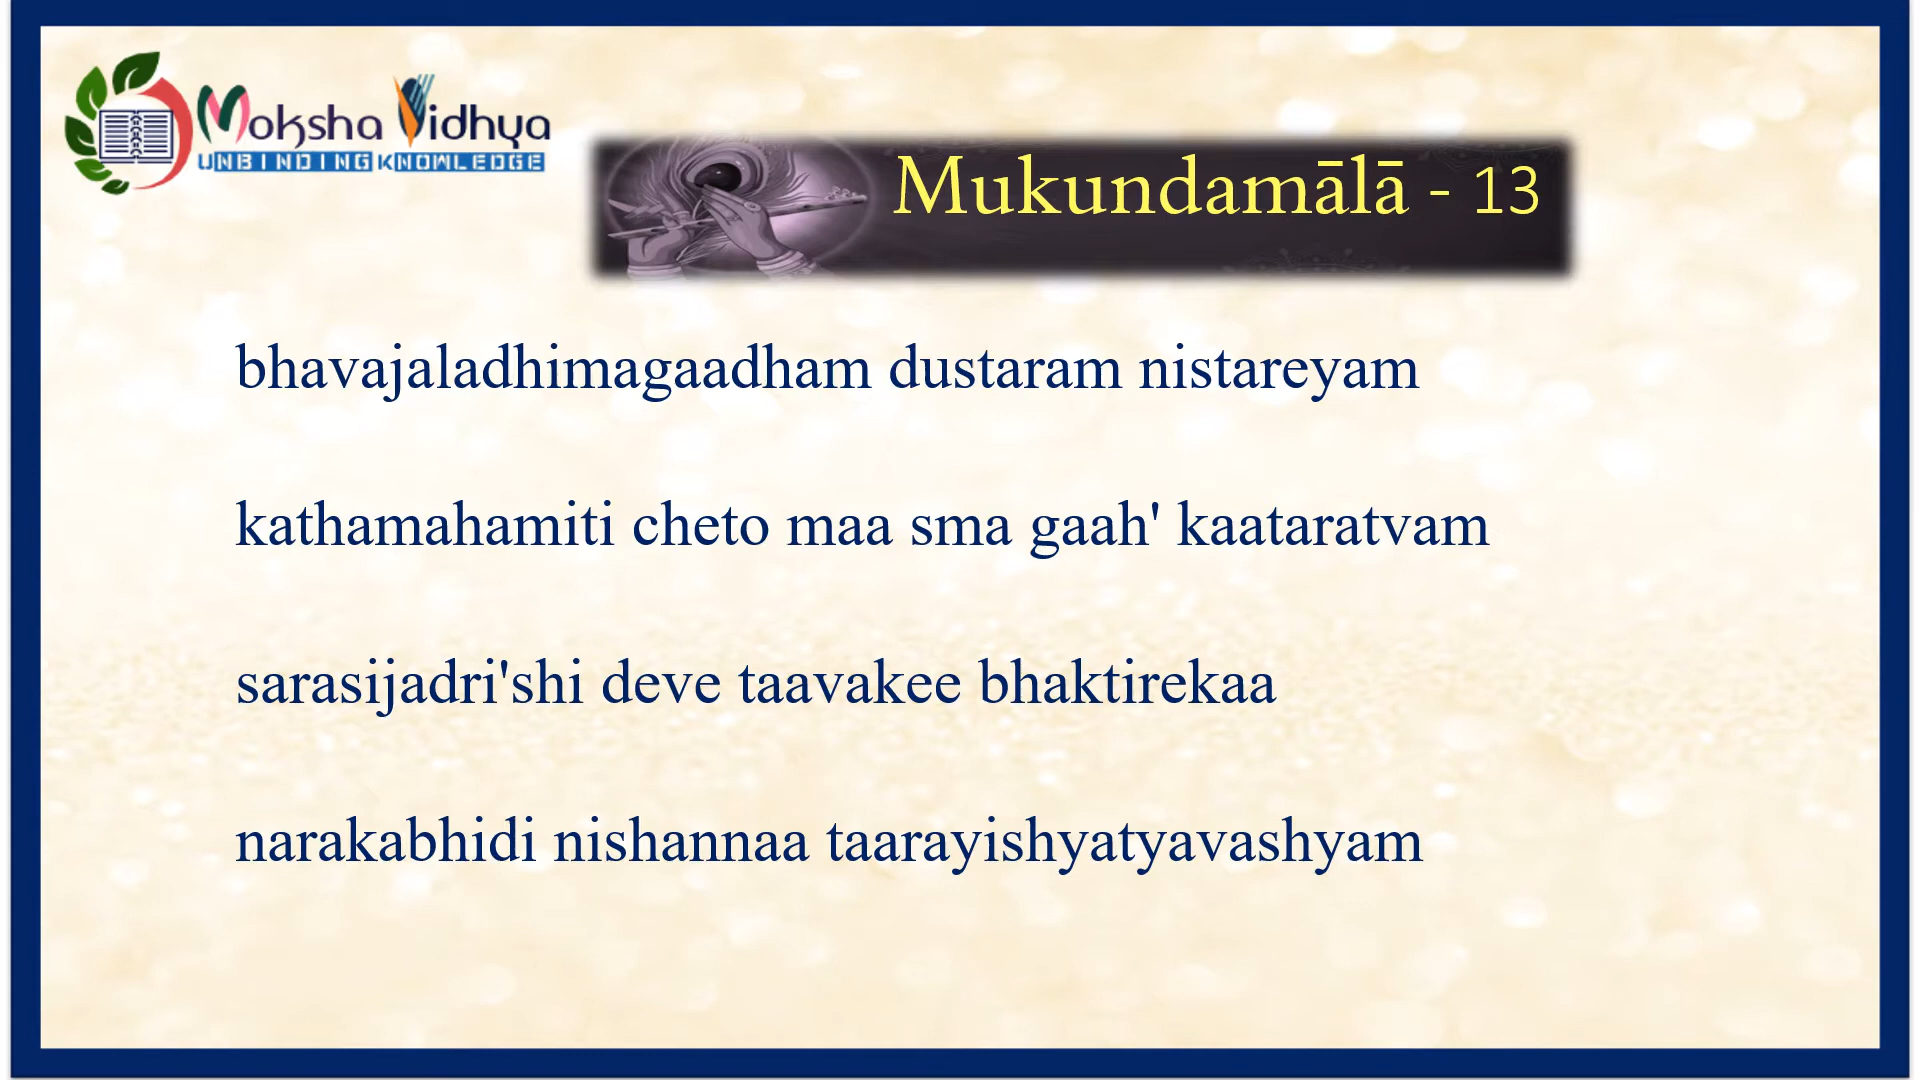 Moksha Vidhya
UNBINDING KNOWLEDGE
Mukundamālā - 13
bhavajaladhimagaadham dustaram nistareyam
kathamahamiti cheto maa sma gaah' kaataratvam
sarasijadri'shi deve taavakee bhaktirekaa
narakabhidi nishannaa taarayishyatyavashyam